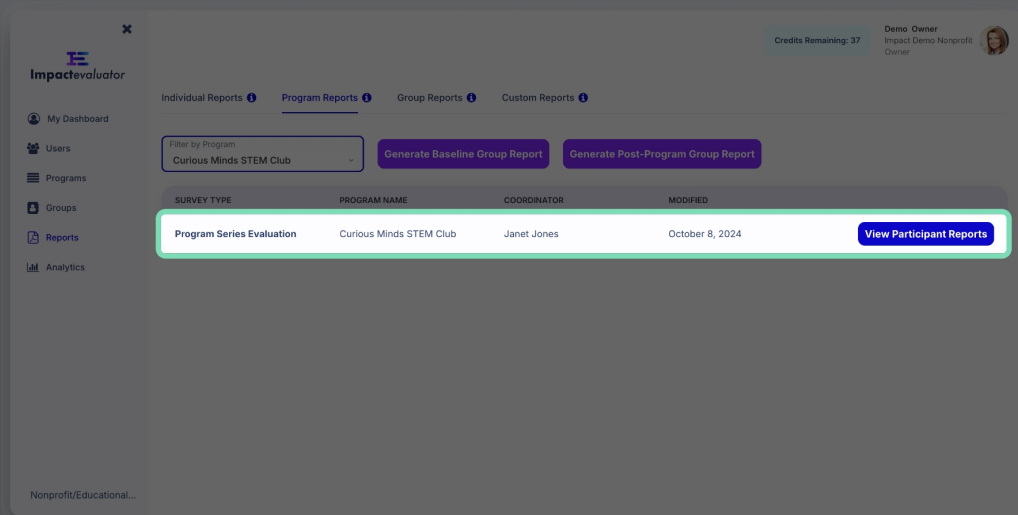 Impactevaluator
My Dashboard
Users
Programs
Groups
Reports
Analytics
Nonprofit/Educational...
Credits Remaining: 37
Demo Owner
Impact Demo Nonprofit
Owner
Individual Reports Program Reports Group Reports Custom Reports
Filter by Program
Curious Minds STEM Club
Generate Baseline Group Report Generate Post-Program Group Report
SURVEY TYPE PROGRAM NAME COORDINATOR MODIFIED
Program Series Evaluation Curious Minds STEM Club Janet Jones October 8, 2024 View Participant Reports